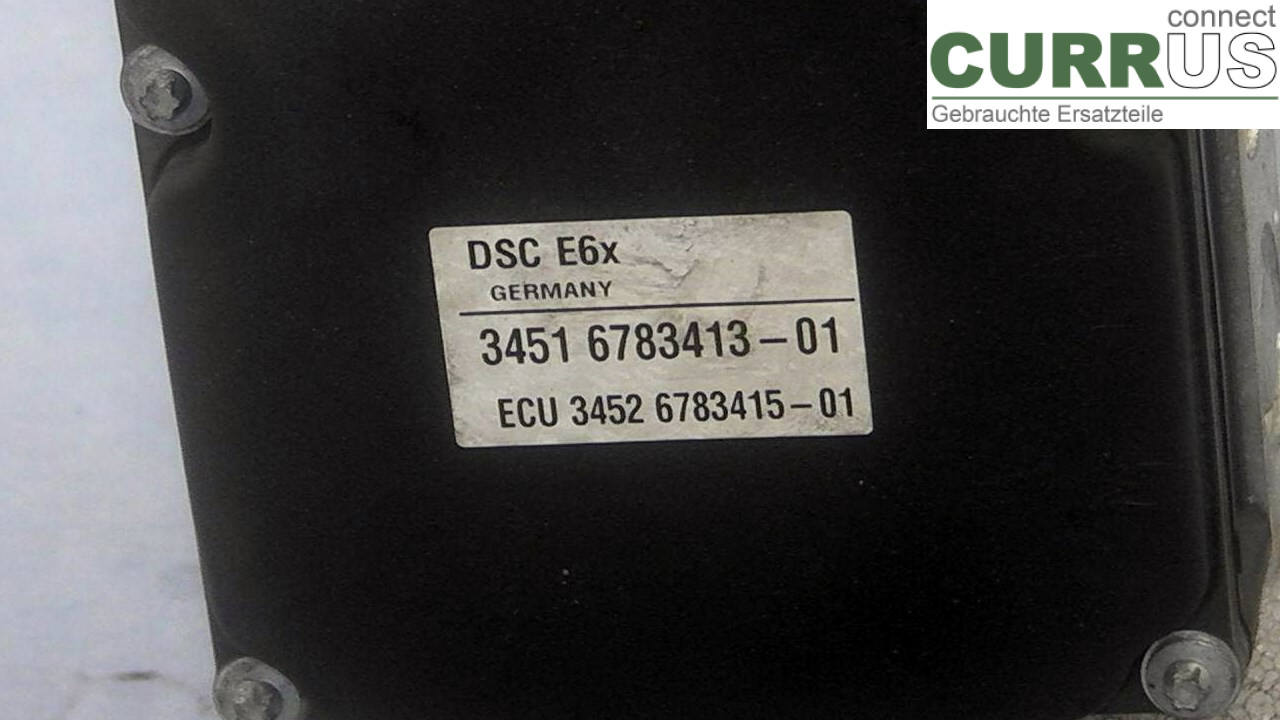 connect
CURRUS
Gebrauchte Ersatzteile
DSC E6x
GERMANY
3451 6783413-01
ECU 3452 6783415-01